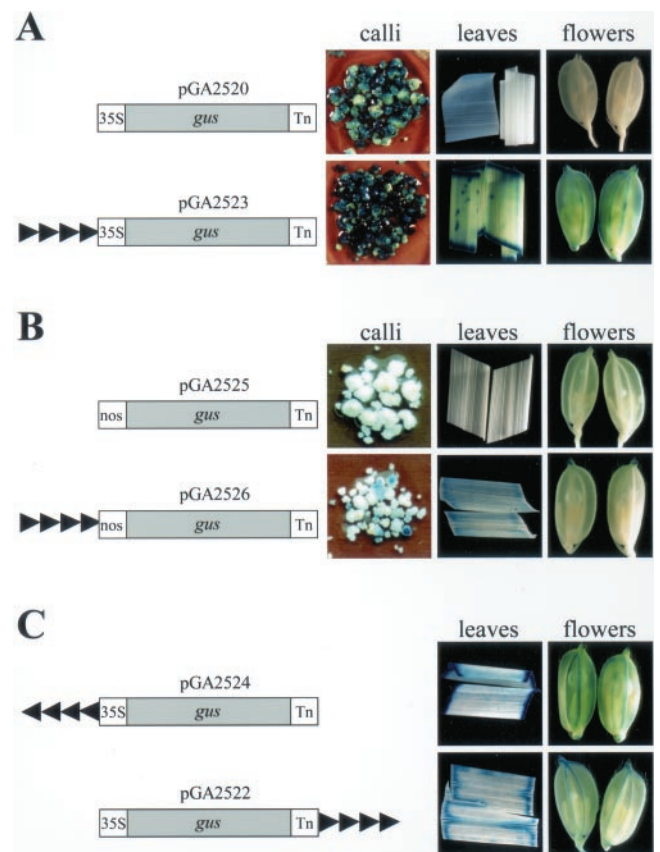 A
calli leaves flowers
pGA2520
35S gus Tn
pGA2523
35S gus Tn
B
calli leaves flowers
pGA2525
nos gus Tn
pGA2526
nos gus Tn
C
leaves flowers
pGA2524
35S gus Tn
pGA2522
35S gus Tn